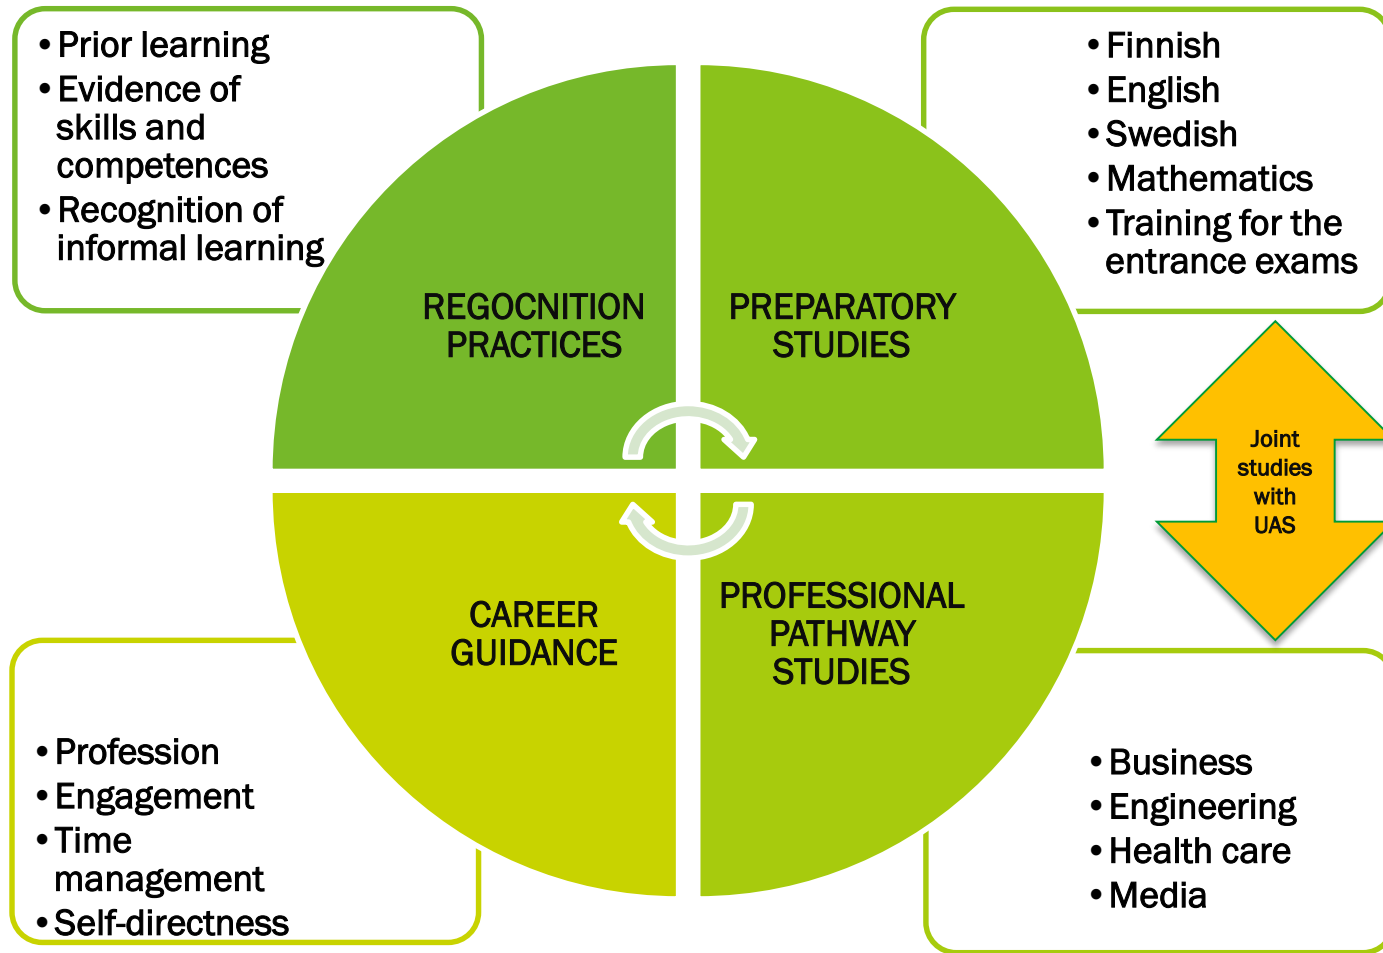 • Prior learning
• Evidence of
skills and
competences
• Recognition of
informal learning
• Finnish
• English
• Swedish
• Mathematics
• Training for the
entrance exams
REGOCNITION
PRACTICES
PREPARATORY
STUDIES
Joint
studies
with
UAS
CAREER
GUIDANCE
PROFESSIONAL
PATHWAY
STUDIES
• Profession
• Engagement
• Time
management
• Self-directness
• Business
• Engineering
• Health care
• Media